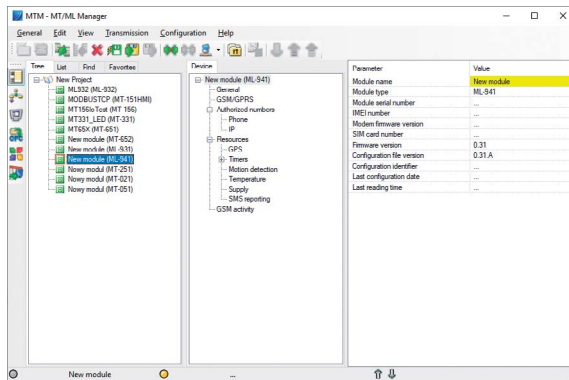 MTM - MT/ML Manager
General Edit View Transmission Configuration Help
Tree List Find Favorites
New Project
ML932 (ML-932)
MODBUSTCP (MT-151HMI)
MT156IoTest (MT 156)
MT331_LED (MT-331)
MT65X (MT-651)
New module (MT-652)
New module (ML-931)
New module (ML-941)
Nowy modul (MT-251)
Nowy modul (MT-021)
Nowy modul (MT-051)
Device
New module (ML-941)
General
GSM/GPRS
Authorized numbers
Phone
IP
Resources
GPS
Timers
Motion detection
Temperature
Supply
SMS reporting
GSM activity
Parameter Value
Module name New module
Module type ML-941
Module serial number ...
IMEI number ...
Modem firmware version ...
SIM card number ...
Firmware version 0.31
Configuration file version 0.31.A
Configuration identifier ...
Last configuration date ...
Last reading time ...
New module ...